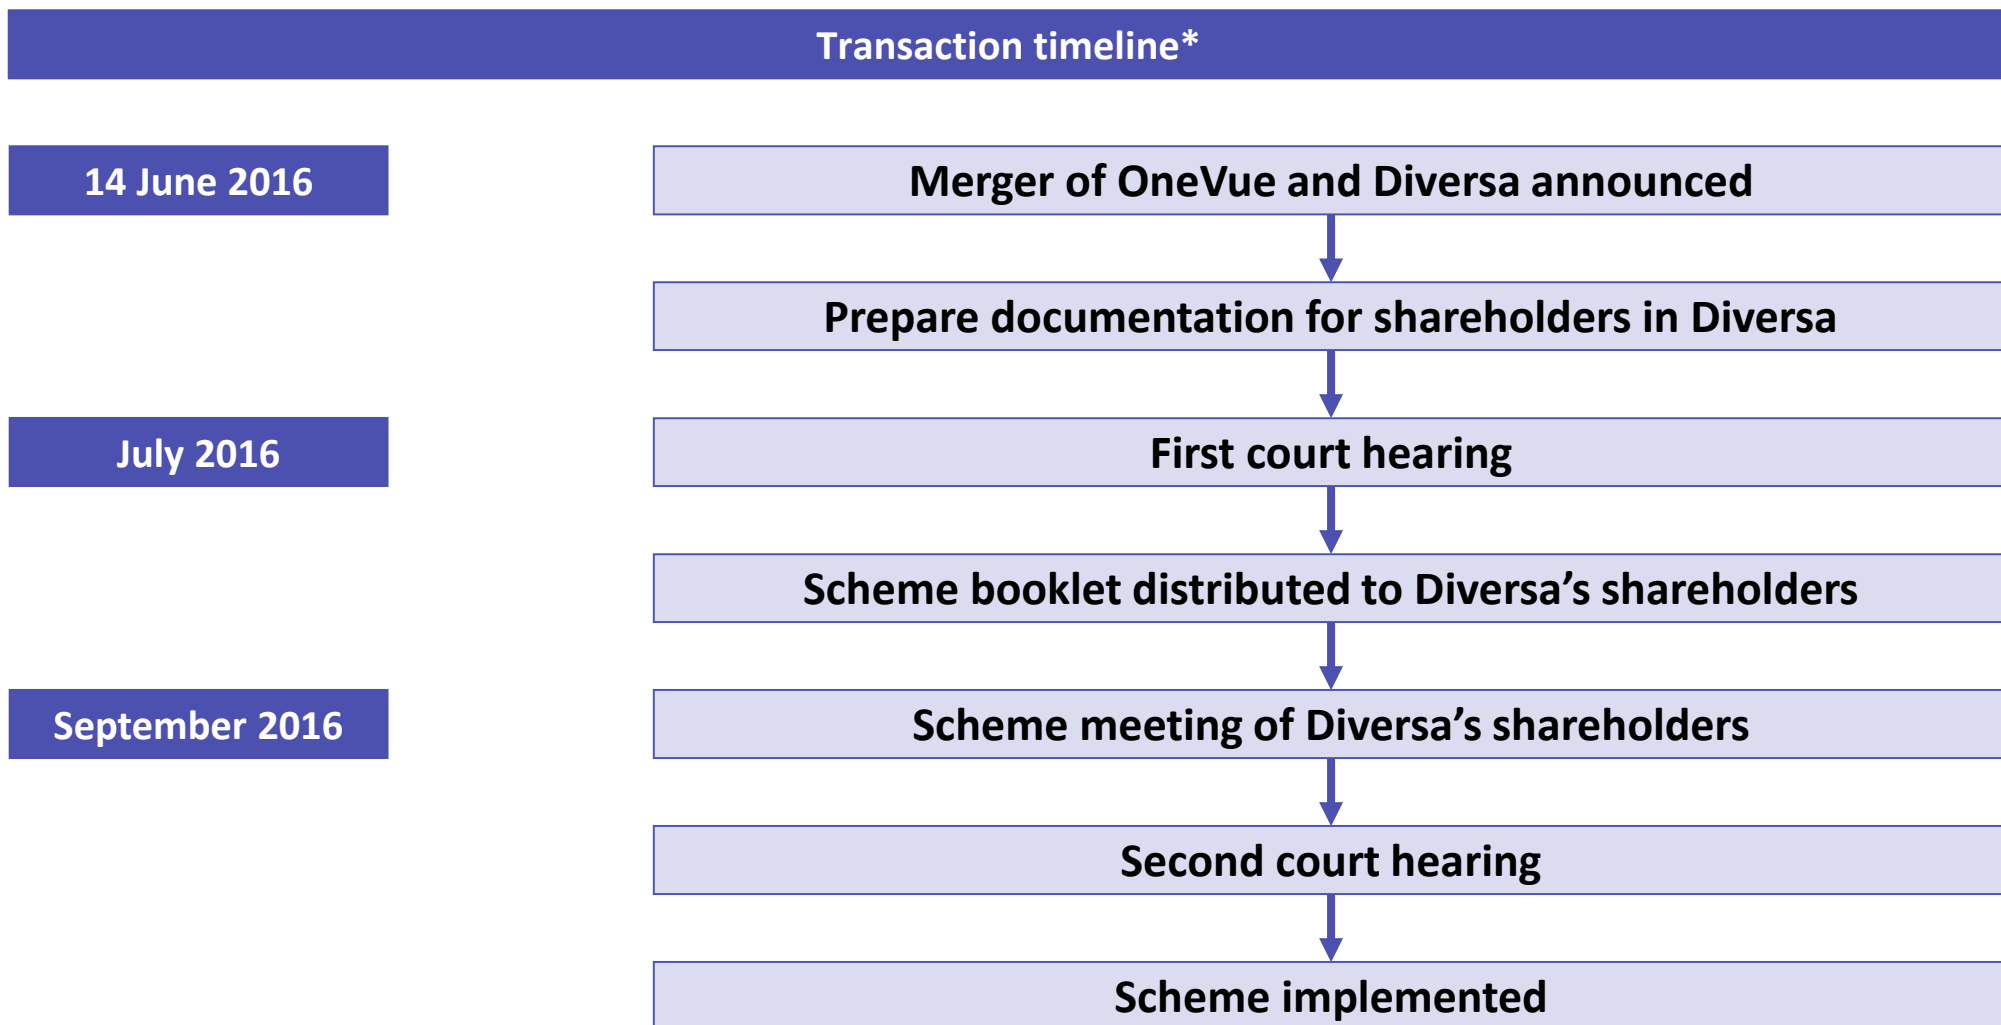 Transaction timeline*
14 June 2016
Merger of OneVue and Diversa announced
Prepare documentation for shareholders in Diversa
July 2016
First court hearing
Scheme booklet distributed to Diversa’s shareholders
September 2016
Scheme meeting of Diversa’s shareholders
Second court hearing
Scheme implemented